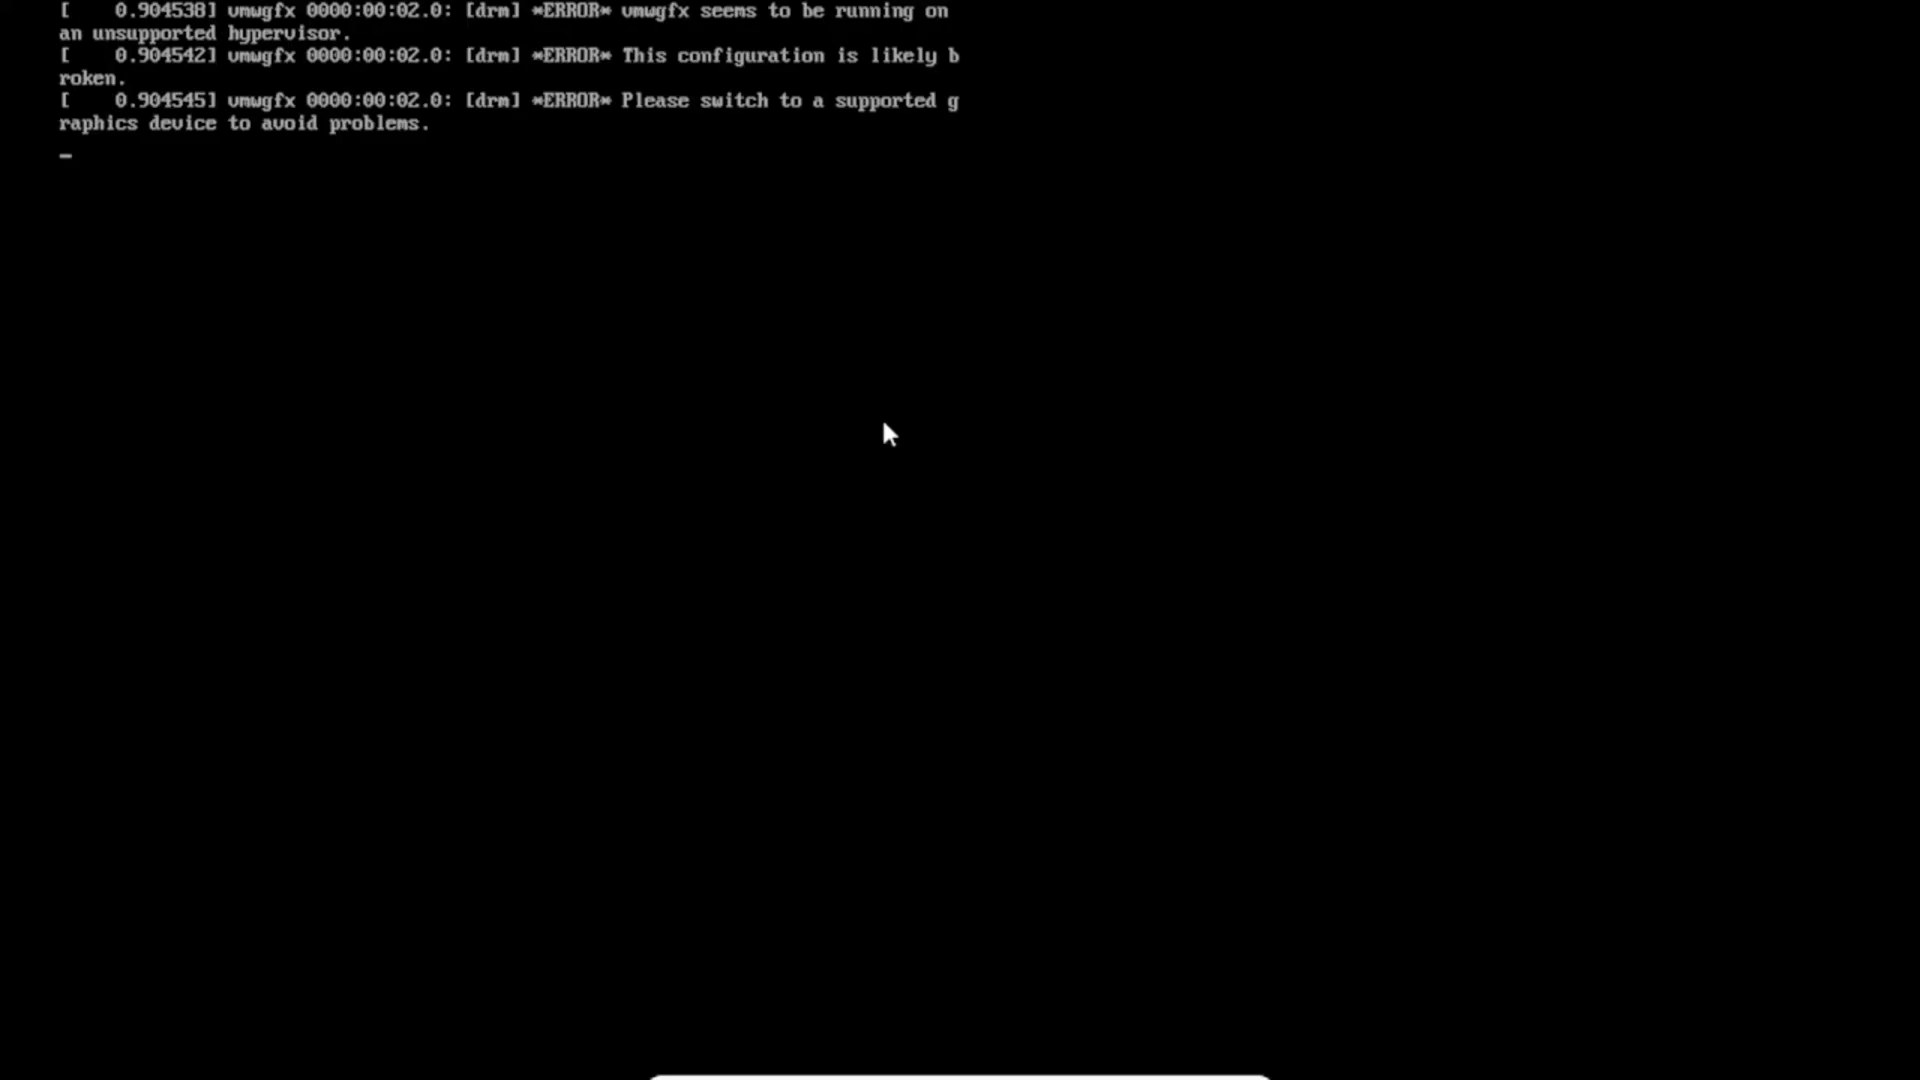 [    0.904538] vmwgfx 0000:00:02.0: [drm] *ERROR* vmwgfx seems to be running on
an unsupported hypervisor.
[    0.904542] vmwgfx 0000:00:02.0: [drm] *ERROR* This configuration is likely b
roken.
[    0.904545] vmwgfx 0000:00:02.0: [drm] *ERROR* Please switch to a supported g
raphics device to avoid problems.